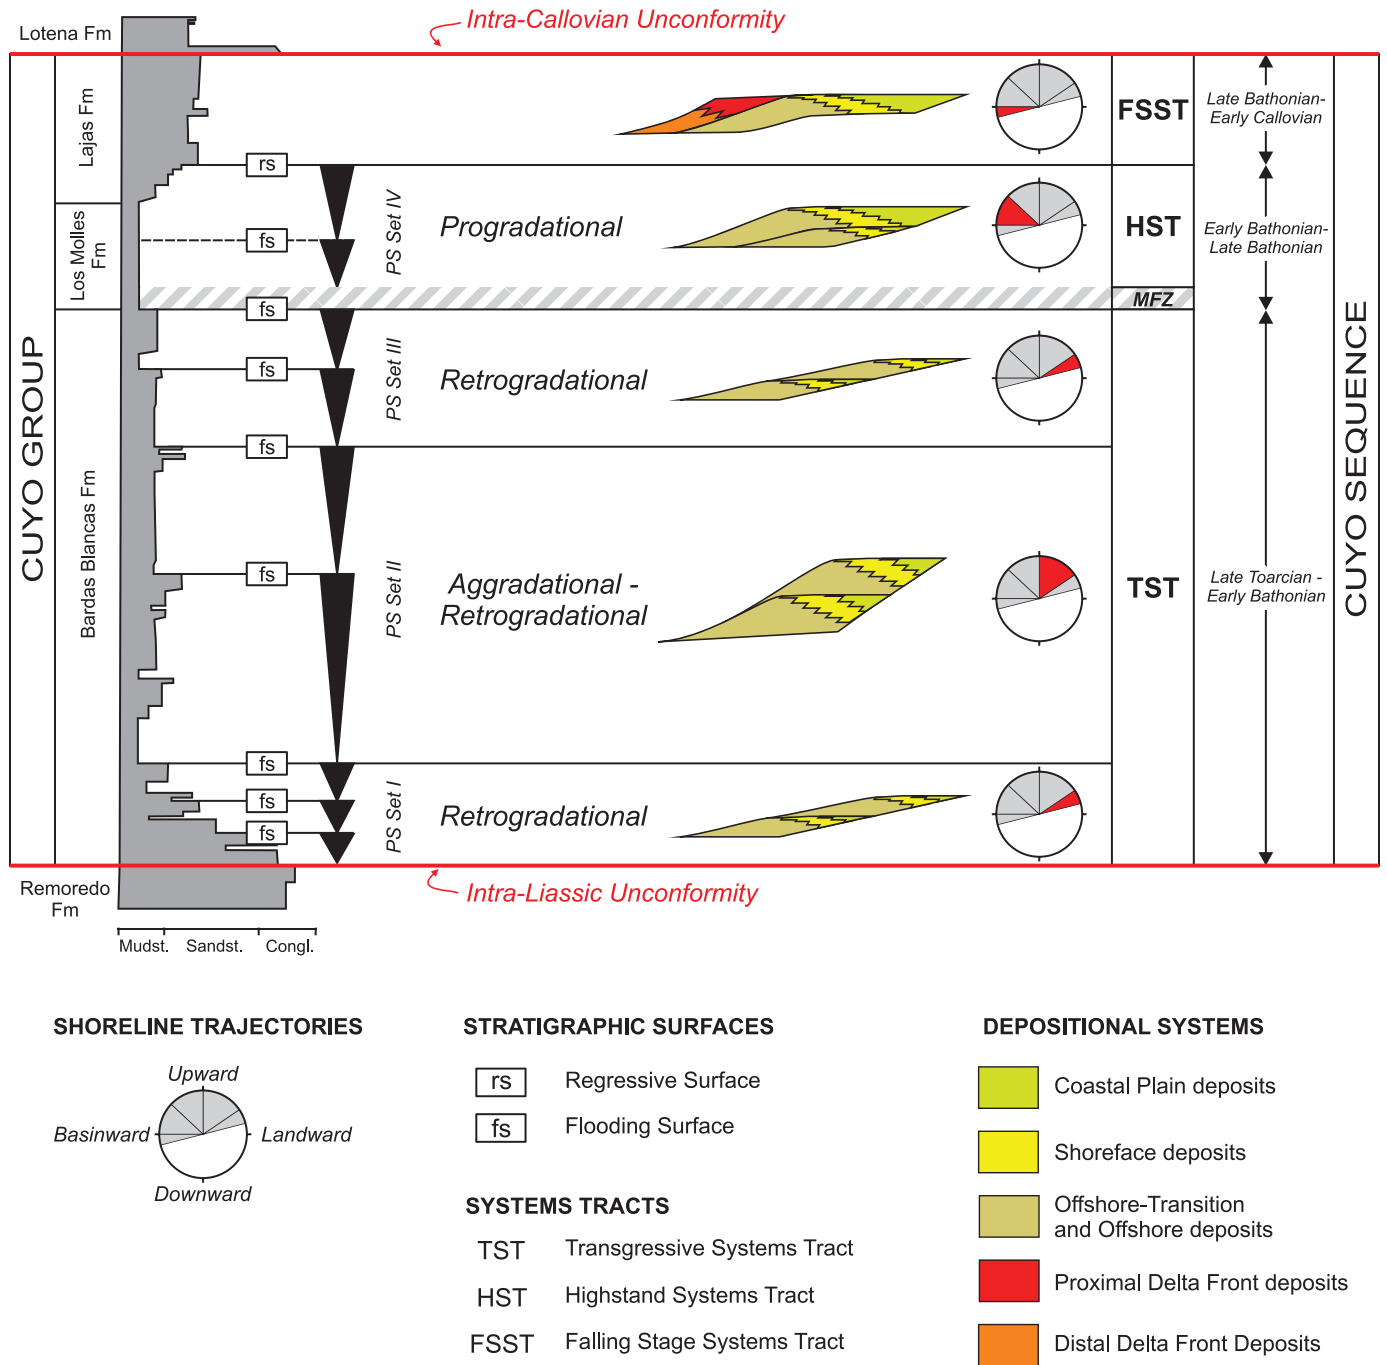 Lotena Fm
Intra-Callovian Unconformity
CUYO GROUP
Lajas Fm
Los Molles
Fm
Bardas Blancas Fm
rs
fs
fs
fs
fs
fs
fs
fs
fs
PS Set IV
PS Set III
PS Set II
PS Set I
Progradational
Retrogradational
Aggradational -
Retrogradational
Retrogradational
FSST
HST
MFZ
TST
Late Bathonian-
Early Callovian
Early Bathonian-
Late Bathonian
Late Toarcian -
Early Bathonian
CUYO SEQUENCE
Intra-Liassic Unconformity
Remoredo
Fm
Mudst. Sandst. Congl.
SHORELINE TRAJECTORIES
Upward
Basinward
Landward
Downward
STRATIGRAPHIC SURFACES
rs Regressive Surface
fs Flooding Surface
SYSTEMS TRACTS
TST Transgressive Systems Tract
HST Highstand Systems Tract
FSST Falling Stage Systems Tract
DEPOSITIONAL SYSTEMS
Coastal Plain deposits
Shoreface deposits
Offshore-Transition
and Offshore deposits
Proximal Delta Front deposits
Distal Delta Front Deposits